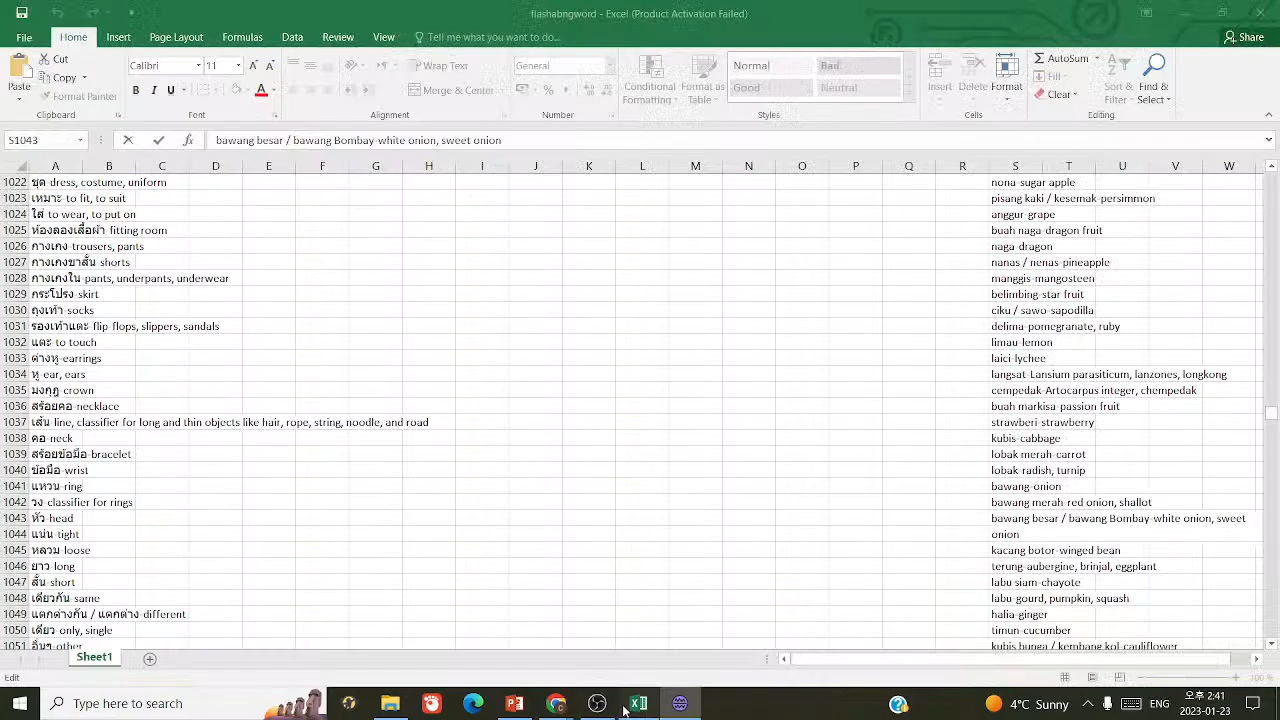 flashabngword - Excel (Product Activation Failed)
File Home Insert Page Layout Formulas Data Review View Tell me what you want to do... Share
Paste Cut Copy Format Painter Clipboard
Calibri 11 A A B I U A Font
Wrap Text Merge & Center Alignment
General % , Number
Conditional Formatting Format as Table Normal Bad Good Neutral Styles
Insert Delete Format Cells
AutoSum Fill Clear Sort & Filter Find & Select Editing
S1043 fx bawang besar / bawang Bombay-white onion, sweet onion
A B C D E F G H I J K L M N O P Q R S T U V W
1022 ชุด-dress, costume, uniform nona-sugar apple
1023 เหมาะ-to fit, to suit pisang kaki / kesemak-persimmon
1024 ใส่-to wear, to put on anggur-grape
1025 ห้องลองเสื้อผ้า-fitting room buah naga-dragon fruit
1026 กางเกง-trousers, pants naga-dragon
1027 กางเกงขาสั้น-shorts nanas / nenas-pineapple
1028 กางเกงใน-pants, underpants, underwear manggis-mangosteen
1029 กระโปรง-skirt belimbing-star fruit
1030 ถุงเท้า-socks ciku / sawo-sapodilla
1031 รองเท้าแตะ-flip-flops, slippers, sandals delima-pomegranate, ruby
1032 แตะ-to touch limau-lemon
1033 ต่างหู-earrings laici-lychee
1034 หู-ear, ears langsat-Lansium parasiticum, lanzones, longkong
1035 มงกุฎ-crown cempedak-Artocarpus integer, chempedak
1036 สร้อยคอ-necklace buah markisa-passion fruit
1037 เส้น-line, classifier for long and thin objects like hair, rope, string, noodle, and road strawberi-strawberry
1038 คอ-neck kubis-cabbage
1039 สร้อยข้อมือ-bracelet lobak merah-carrot
1040 ข้อมือ-wrist lobak-radish, turnip
1041 แหวน-ring bawang-onion
1042 วง-classifier for rings bawang merah-red onion, shallot
1043 หัว-head bawang besar / bawang Bombay-white onion, sweet
1044 แน่น-tight onion
1045 หลวม-loose kacang botor-winged bean
1046 ยาว-long terung-aubergine, brinjal, eggplant
1047 สั้น-short labu siam-chayote
1048 เดียวกัน-same labu-gourd, pumpkin, squash
1049 แตกต่างกัน / แตกต่าง-different halia-ginger
1050 เดียว-only, single timun-cucumber
1051 อื่นๆ-other kubis bunga / kembang kol-cauliflower
Sheet1
Edit 100 %
Type here to search 4°C Sunny ENG 오후 2:41
2023-01-23